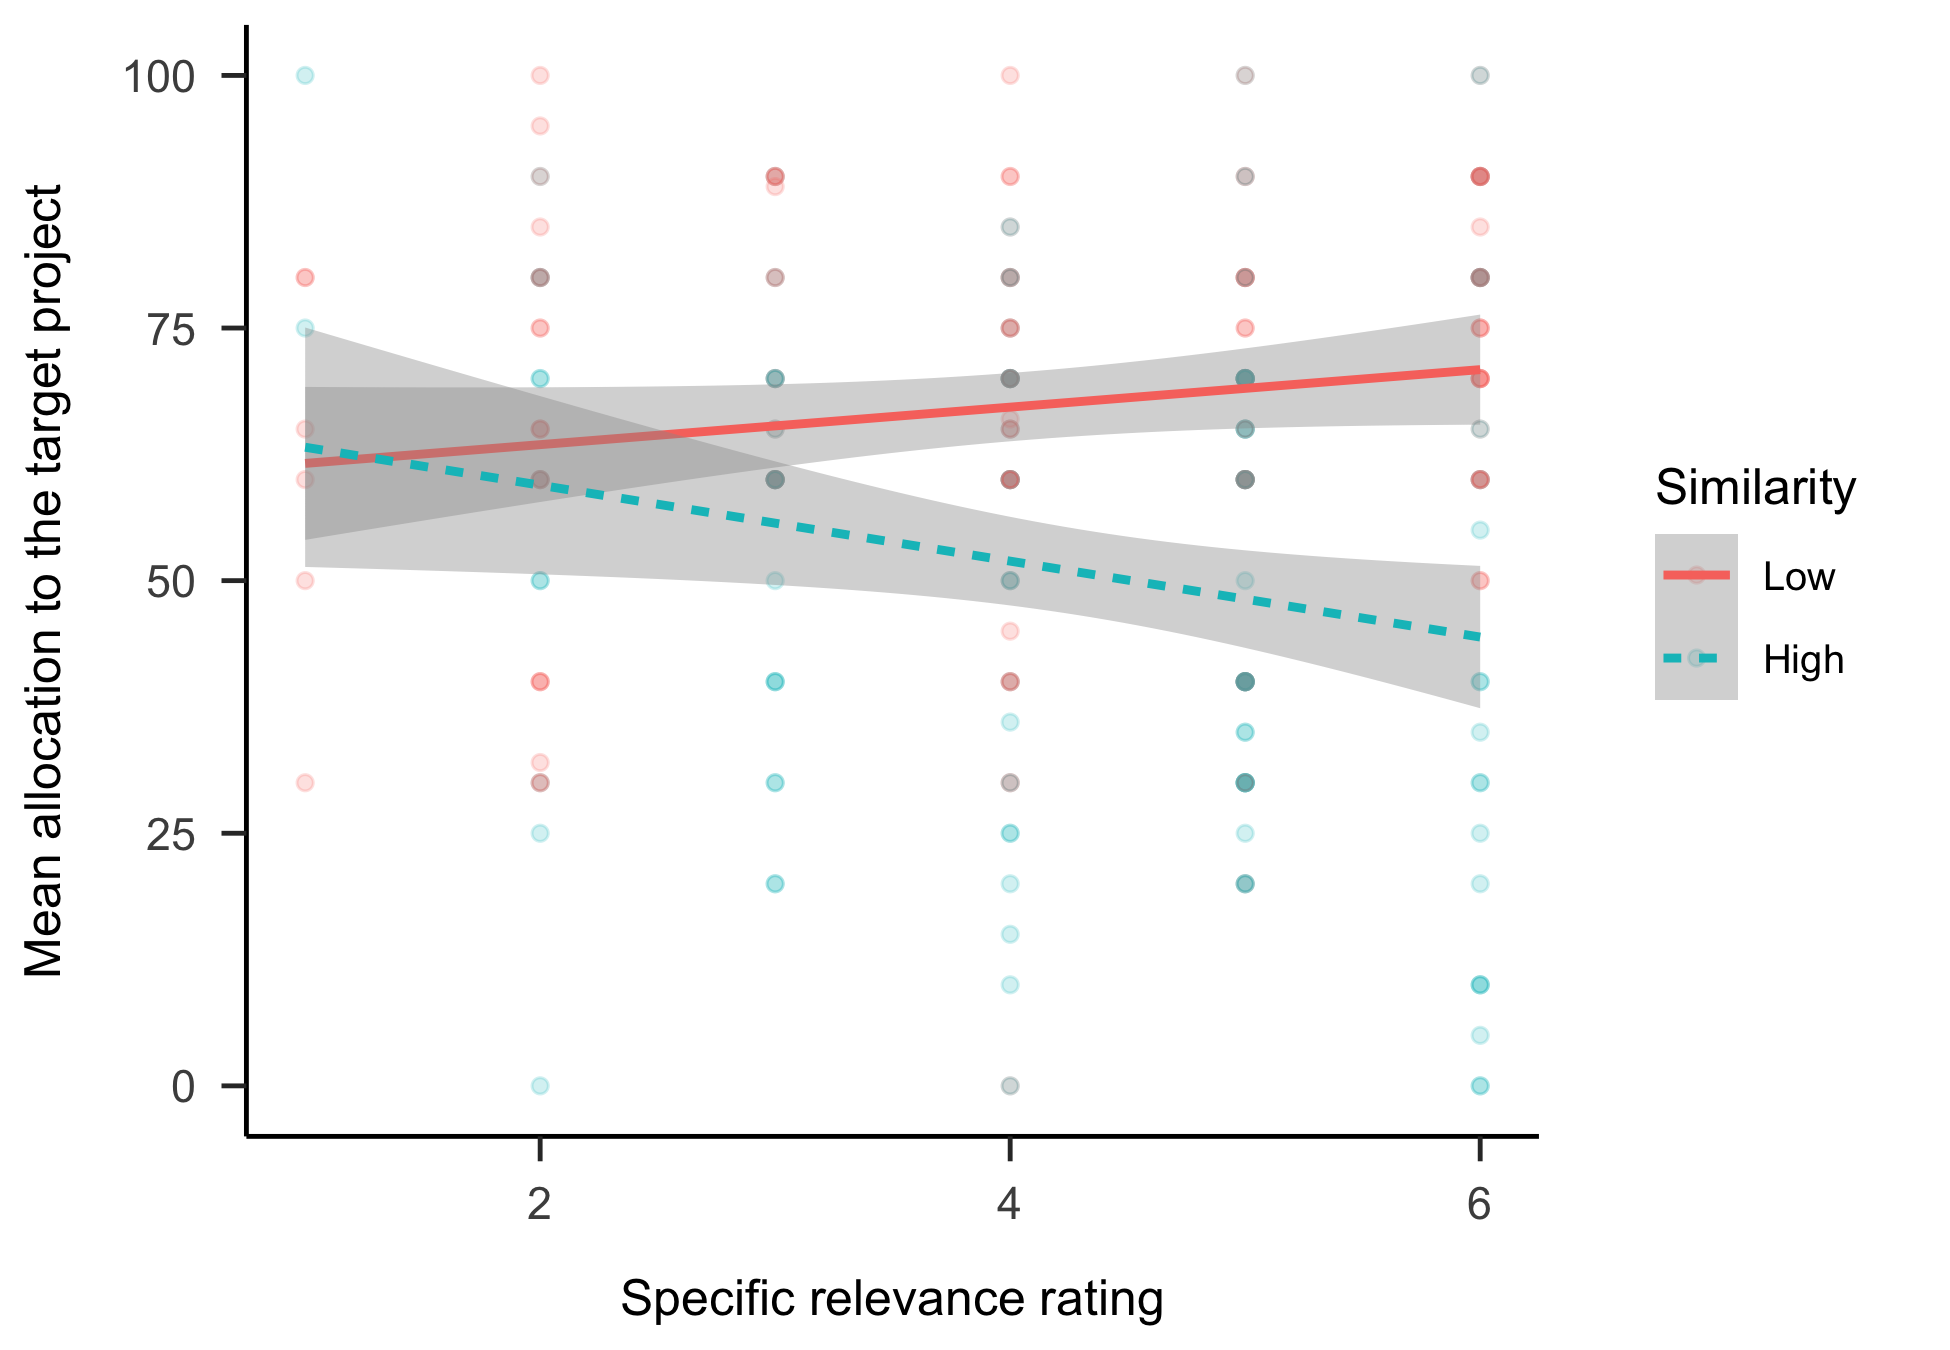 Mean allocation to the target project
100
75
50
25
0
2 4 6
Specific relevance rating
Similarity
Low
High